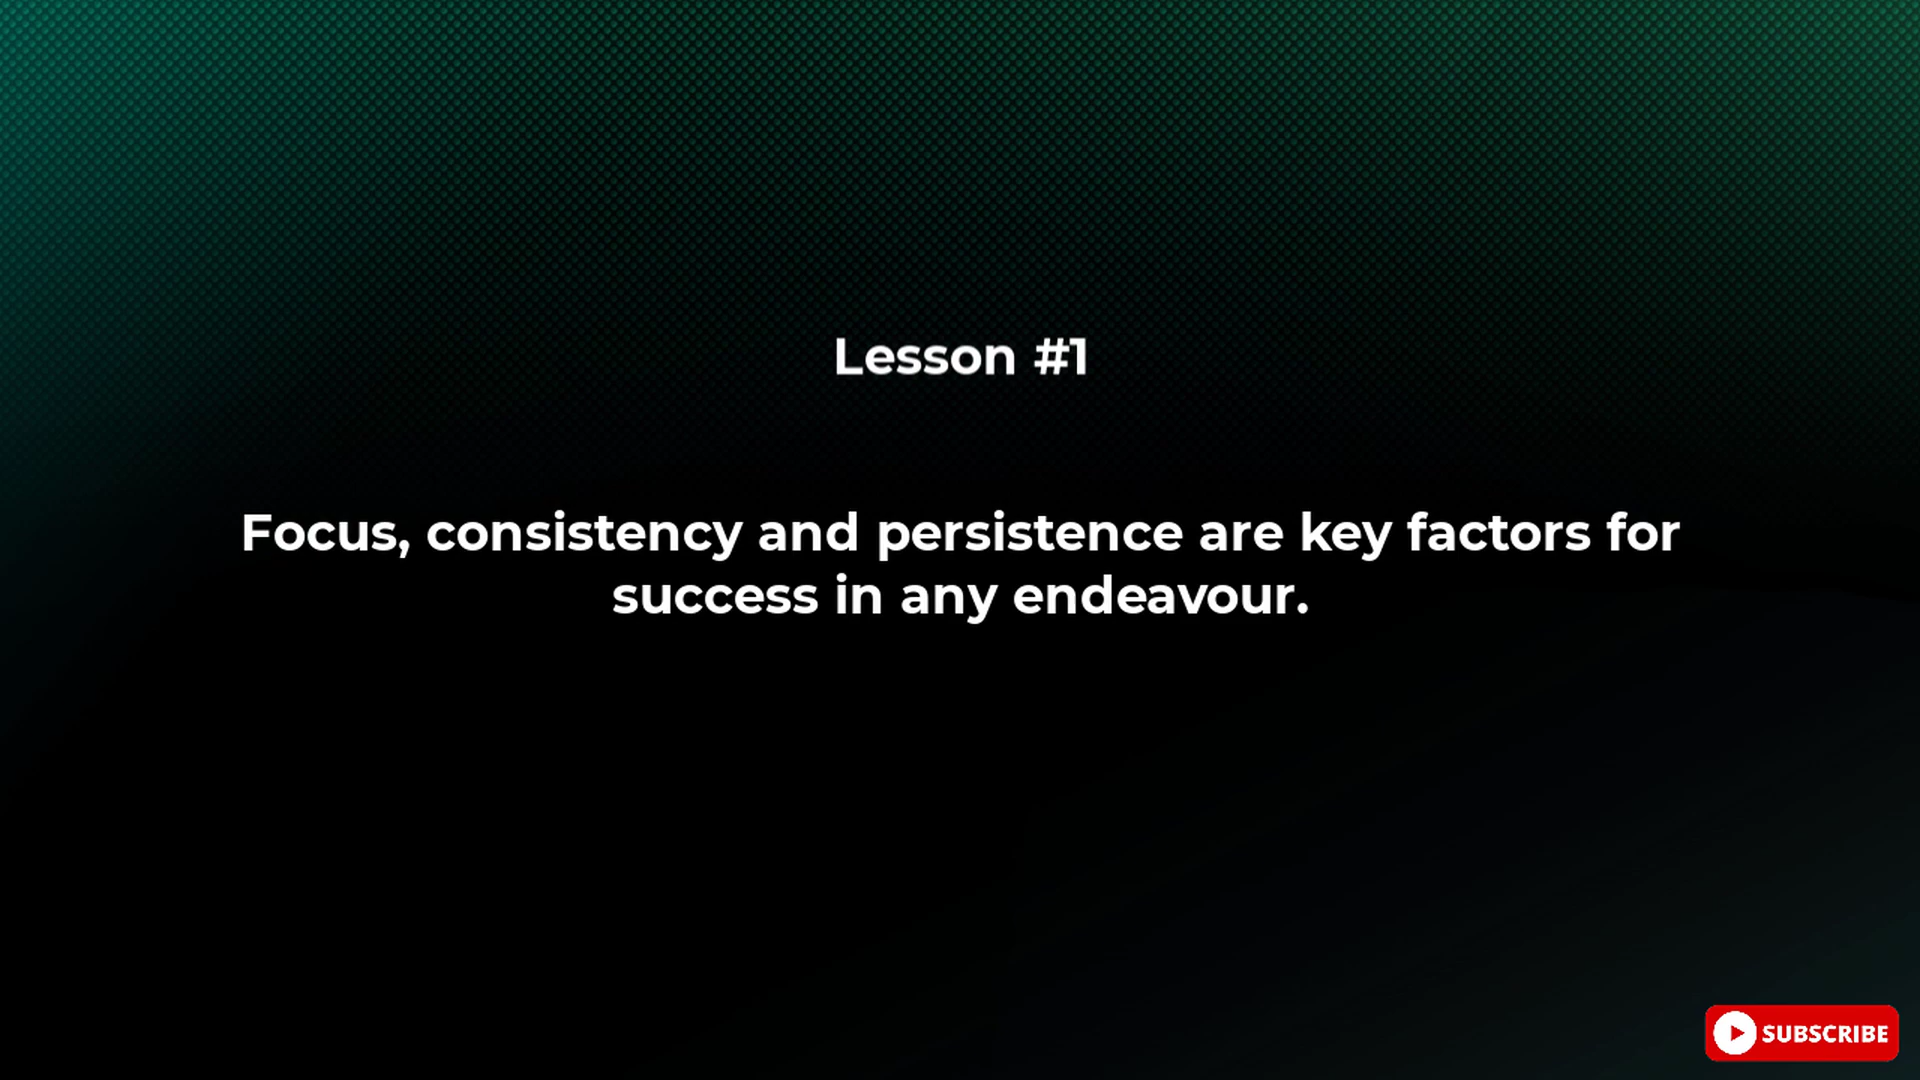 Lesson #1
Focus, consistency and persistence are key factors for
success in any endeavour.
SUBSCRIBE